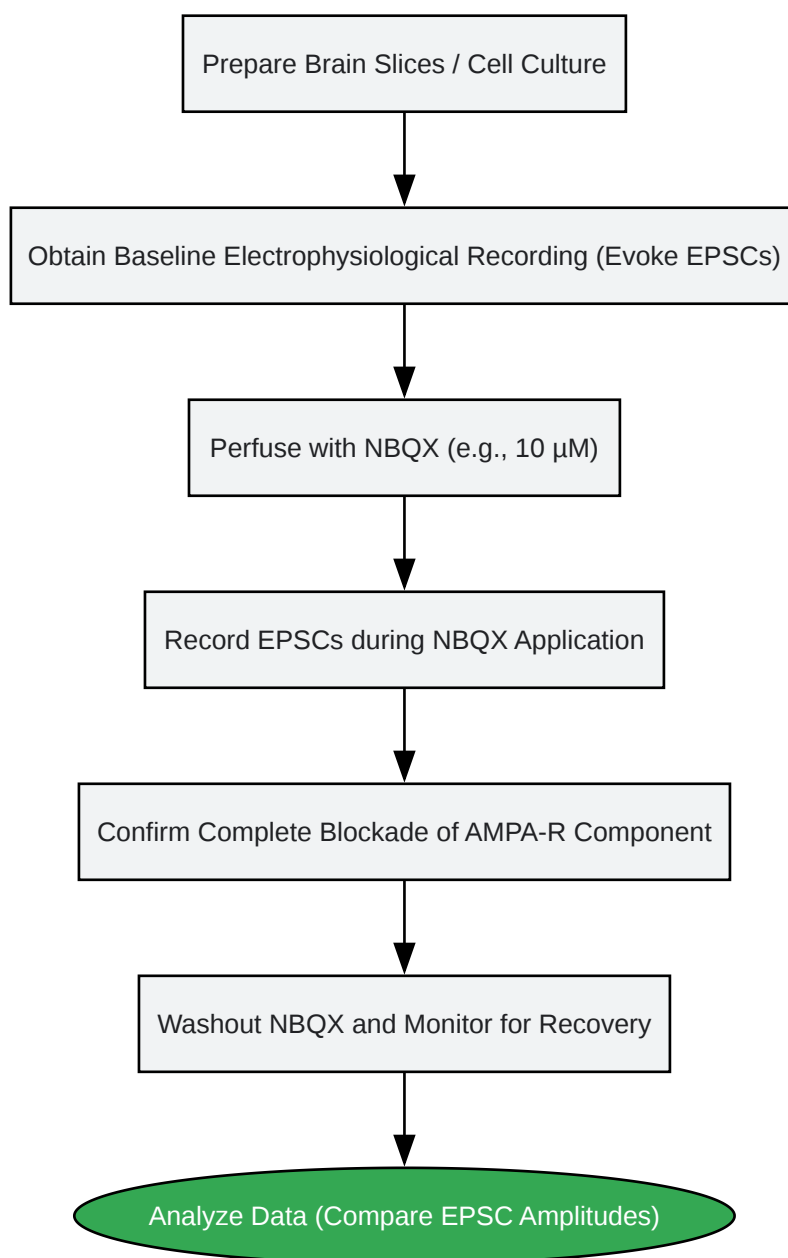 Prepare Brain Slices / Cell Culture
Obtain Baseline Electrophysiological Recording (Evoke EPSCs)
Perfuse with NBQX (e.g., 10 µM)
Record EPSCs during NBQX Application
Confirm Complete Blockade of AMPA-R Component
Washout NBQX and Monitor for Recovery
Analyze Data (Compare EPSC Amplitudes)